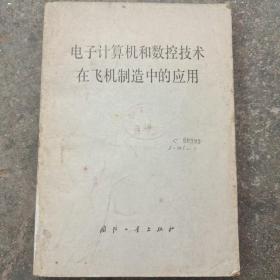 电子计算机和数控技术
在飞机制造中的应用
国防工业出版社